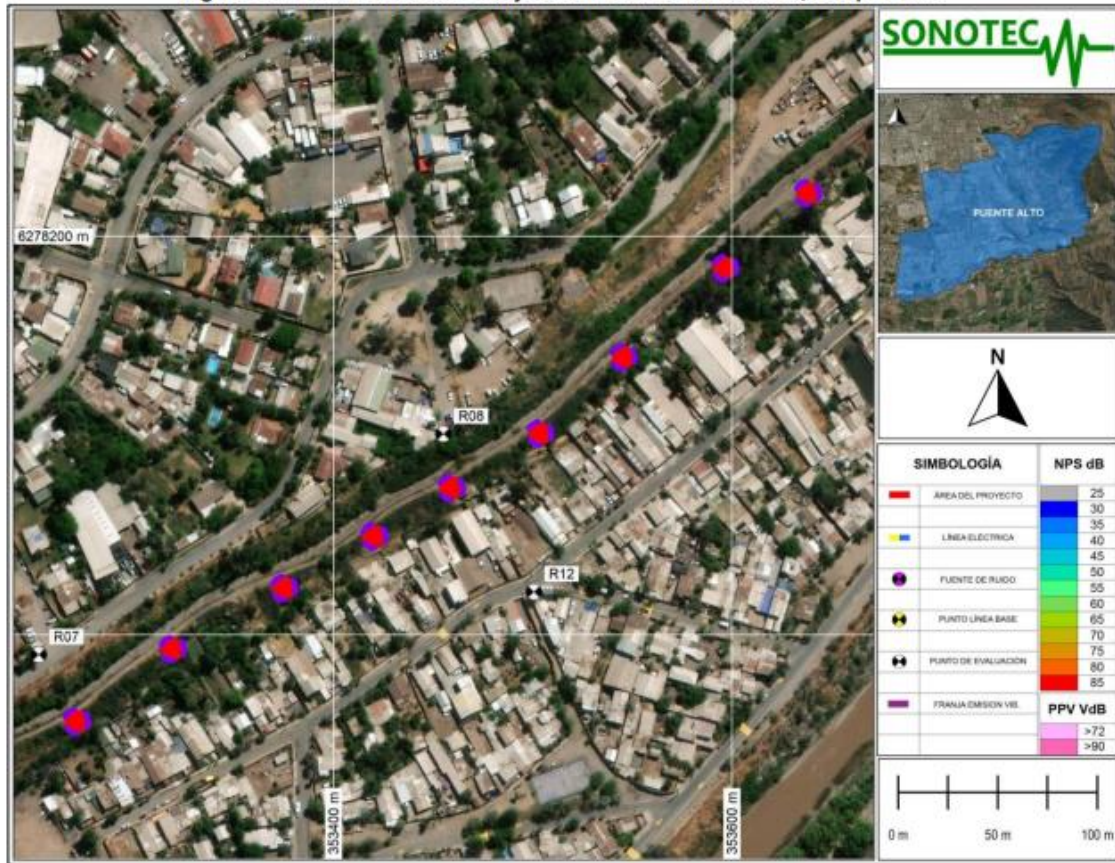 SONOTEC
PUENTE ALTO
6278200 m
R08
R12
R07
353400 m
353600 m
N
SIMBOLOGÍA
ÁREA DEL PROYECTO
LÍNEA ELÉCTRICA
FUENTE DE RUIDO
PUNTO LÍNEA BASE
PUNTO DE EVALUACIÓN
FRANJA EMISION VIB.
NPS dB
25
30
35
40
45
50
55
60
65
70
75
80
85
PPV VdB
>72
>90
0 m 50 m 100 m